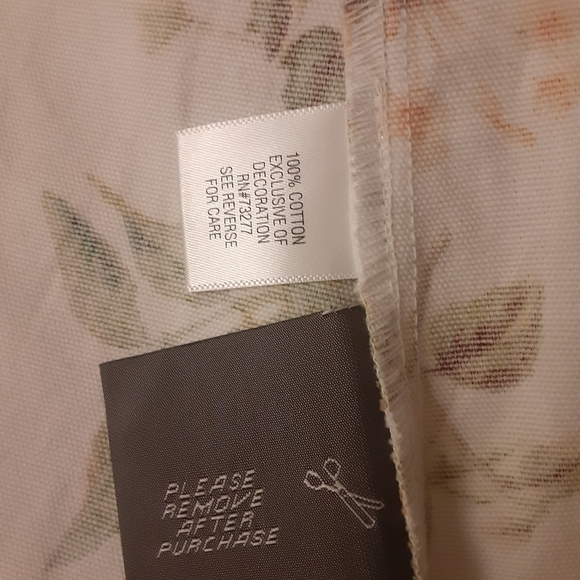 100% COTTON
EXCLUSIVE OF
DECORATION
RN#73277
SEE REVERSE
FOR CARE
PLEASE
REMOVE
AFTER
PURCHASE